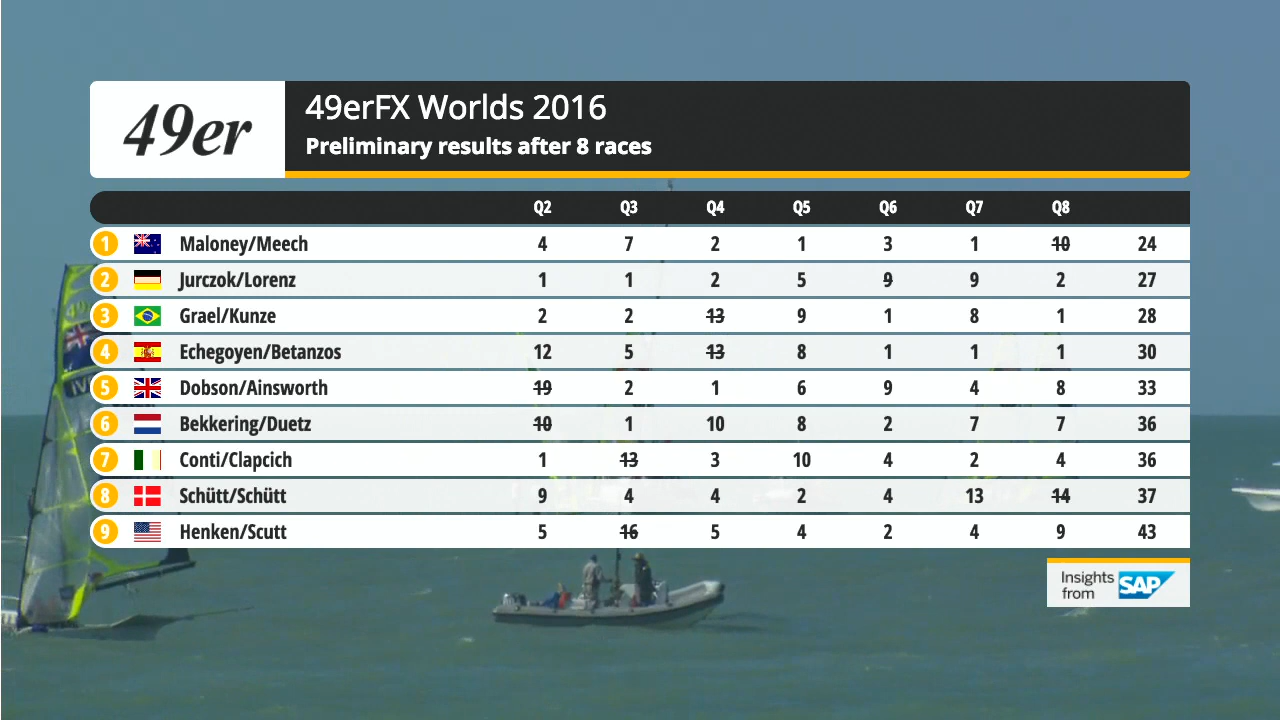 49er
49erFX Worlds 2016
Preliminary results after 8 races
Q2 Q3 Q4 Q5 Q6 Q7 Q8
1 Maloney/Meech 4 7 2 1 3 1 10 24
2 Jurczok/Lorenz 1 1 2 5 9 9 2 27
3 Grael/Kunze 2 2 13 9 1 8 1 28
4 Echegoyen/Betanzos 12 5 13 8 1 1 1 30
5 Dobson/Ainsworth 19 2 1 6 9 4 8 33
6 Bekkering/Duetz 10 1 10 8 2 7 7 36
7 Conti/Clapcich 1 13 3 10 4 2 4 36
8 Schütt/Schütt 9 4 4 2 4 13 14 37
9 Henken/Scutt 5 16 5 4 2 4 9 43
Insights
from SAP